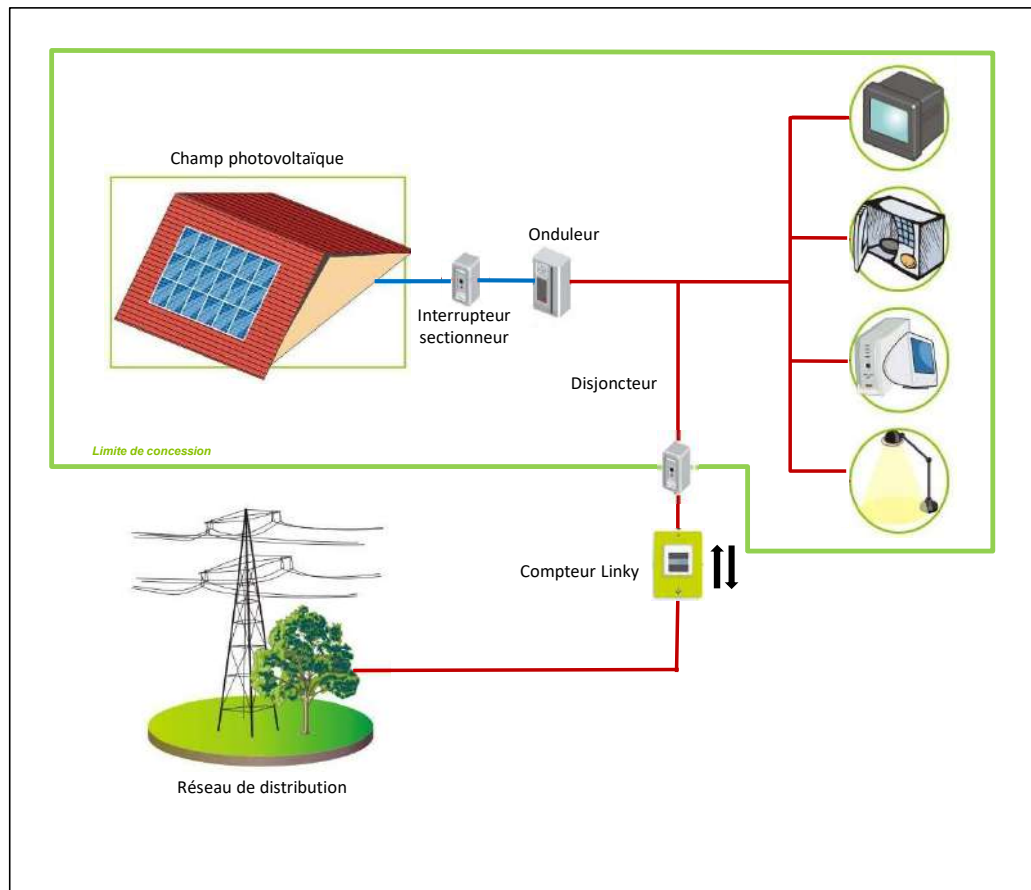 Champ photovoltaïque
Onduleur
Interrupteur
sectionneur
Disjoncteur
Limite de concession
Compteur Linky
Réseau de distribution